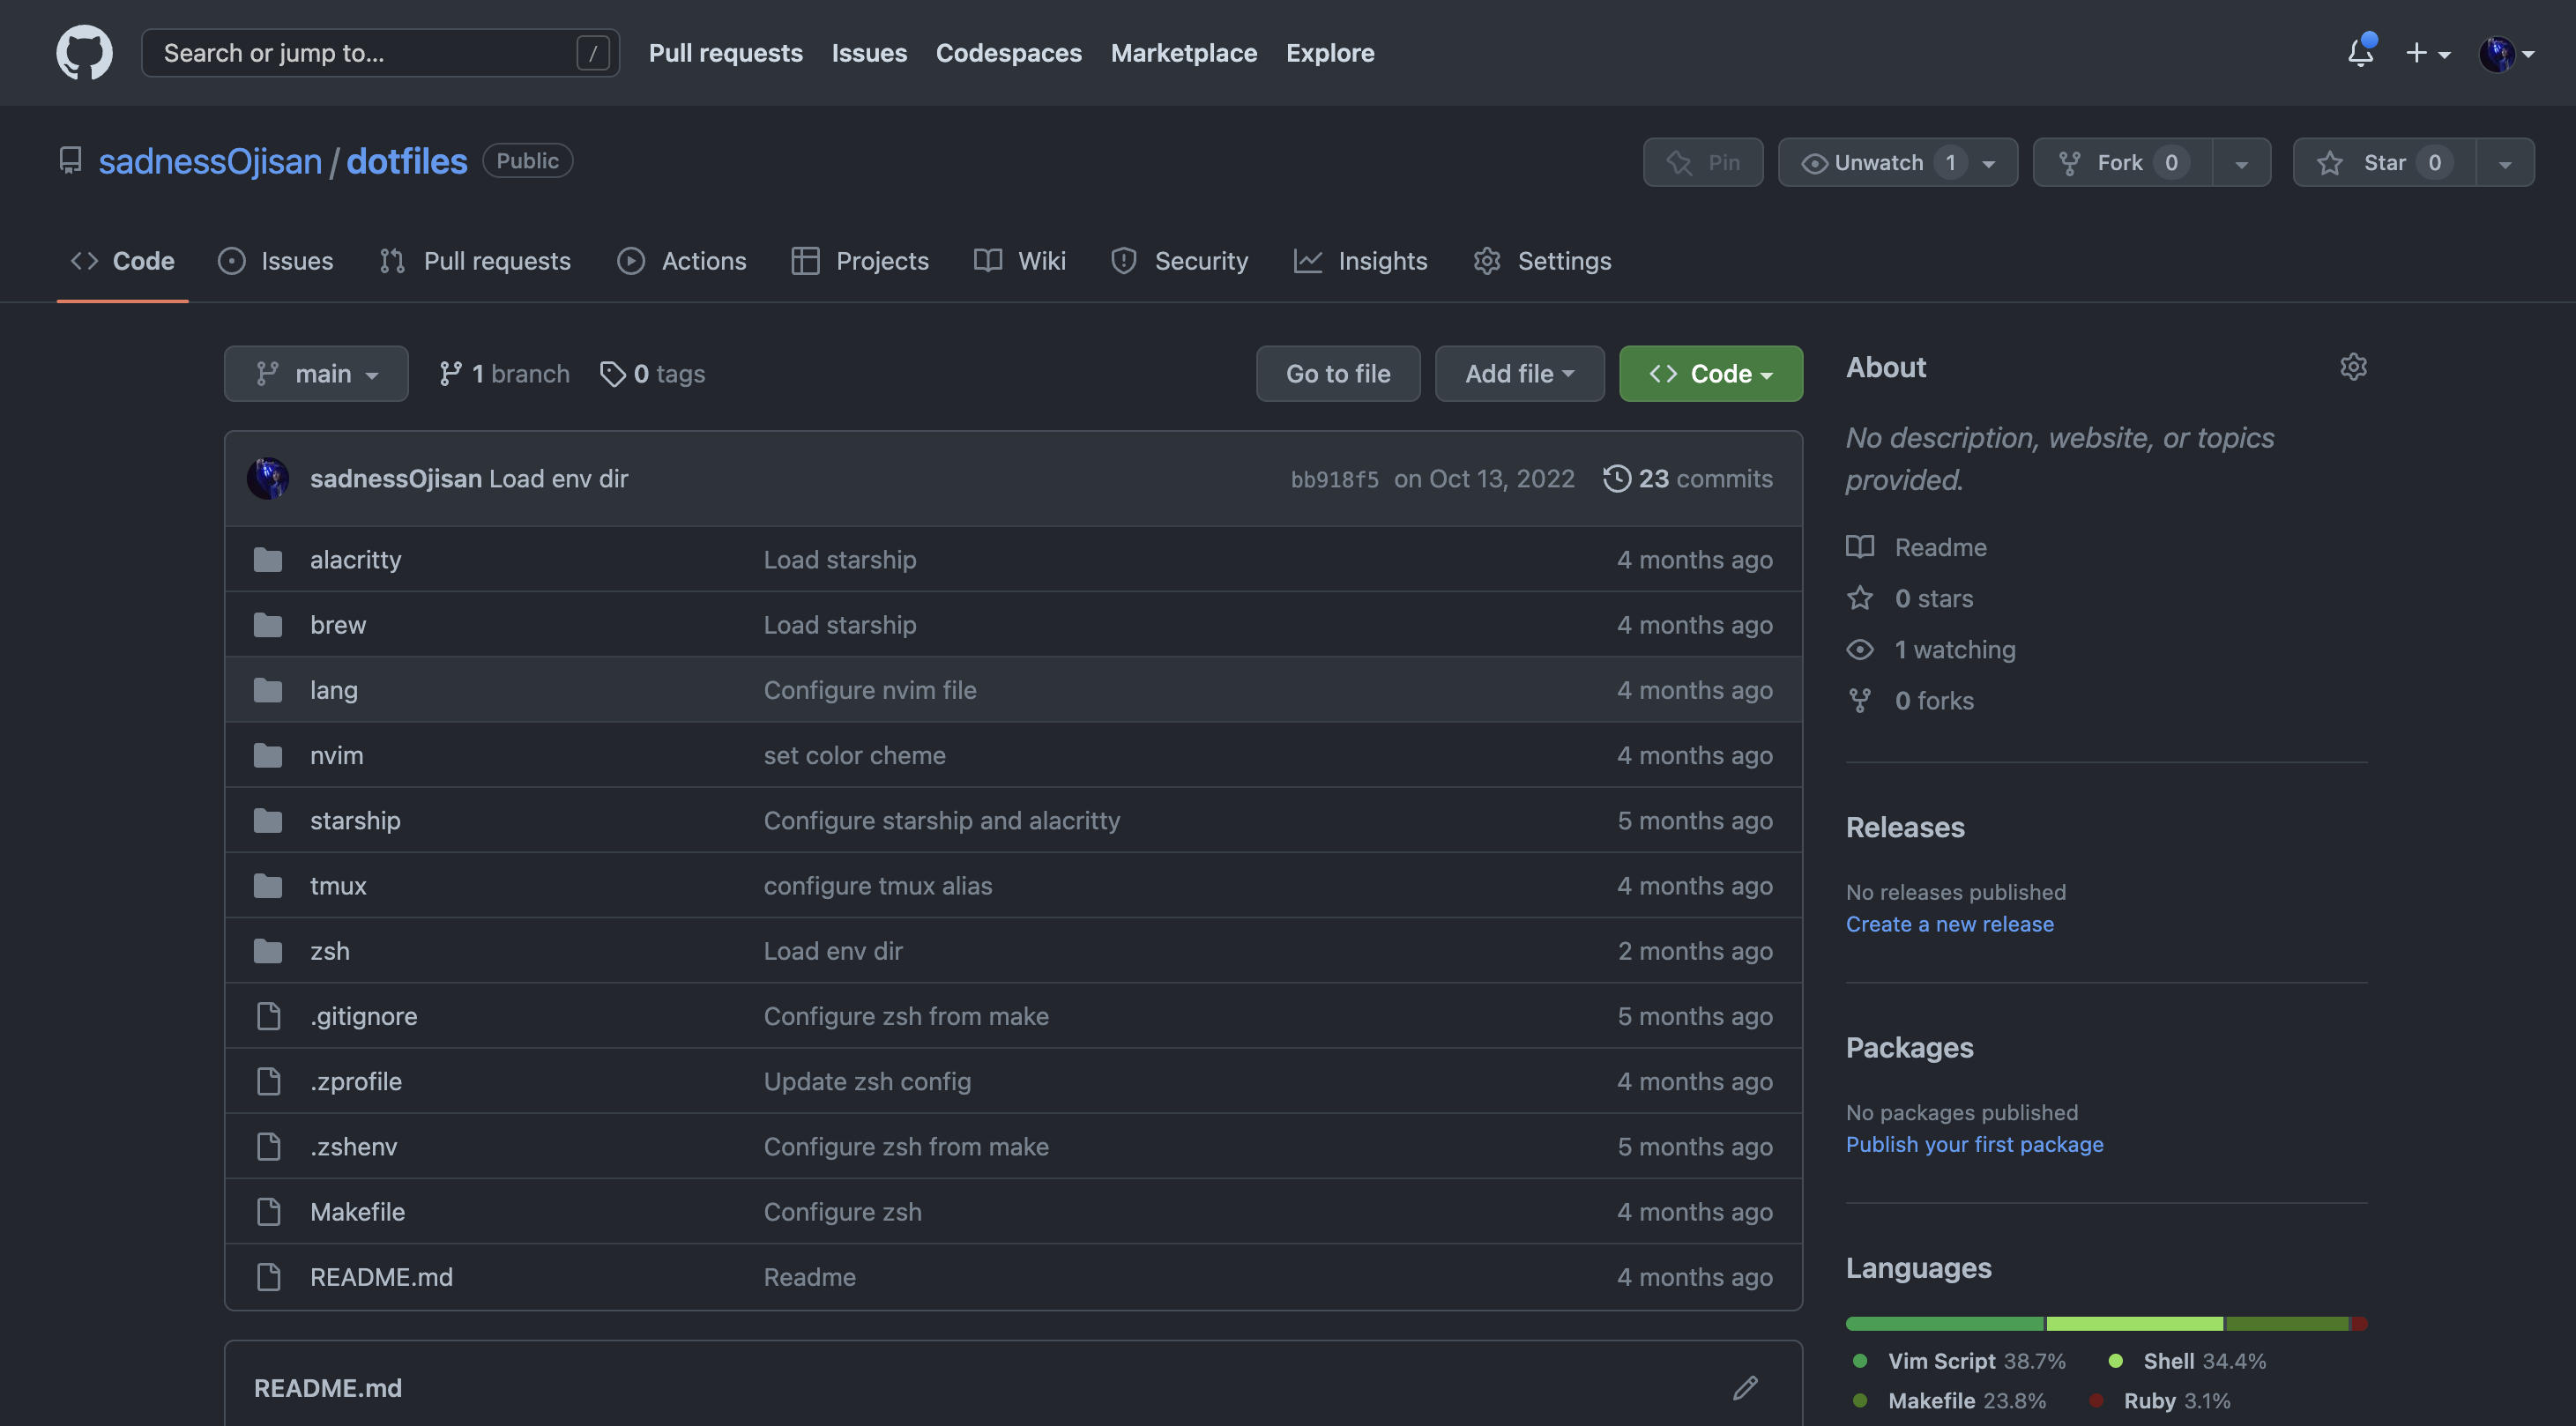 Search or jump to... / Pull requests Issues Codespaces Marketplace Explore
sadnessOjisan / dotfiles Public Pin Unwatch 1 Fork 0 Star 0
Code Issues Pull requests Actions Projects Wiki Security Insights Settings
main 1 branch 0 tags Go to file Add file Code
sadnessOjisan Load env dir bb918f5 on Oct 13, 2022 23 commits
alacritty Load starship 4 months ago
brew Load starship 4 months ago
lang Configure nvim file 4 months ago
nvim set color cheme 4 months ago
starship Configure starship and alacritty 5 months ago
tmux configure tmux alias 4 months ago
zsh Load env dir 2 months ago
.gitignore Configure zsh from make 5 months ago
.zprofile Update zsh config 4 months ago
.zshenv Configure zsh from make 5 months ago
Makefile Configure zsh 4 months ago
README.md Readme 4 months ago
README.md
About
No description, website, or topics
provided.
Readme
0 stars
1 watching
0 forks
Releases
No releases published
Create a new release
Packages
No packages published
Publish your first package
Languages
Vim Script 38.7% Shell 34.4%
Makefile 23.8% Ruby 3.1%